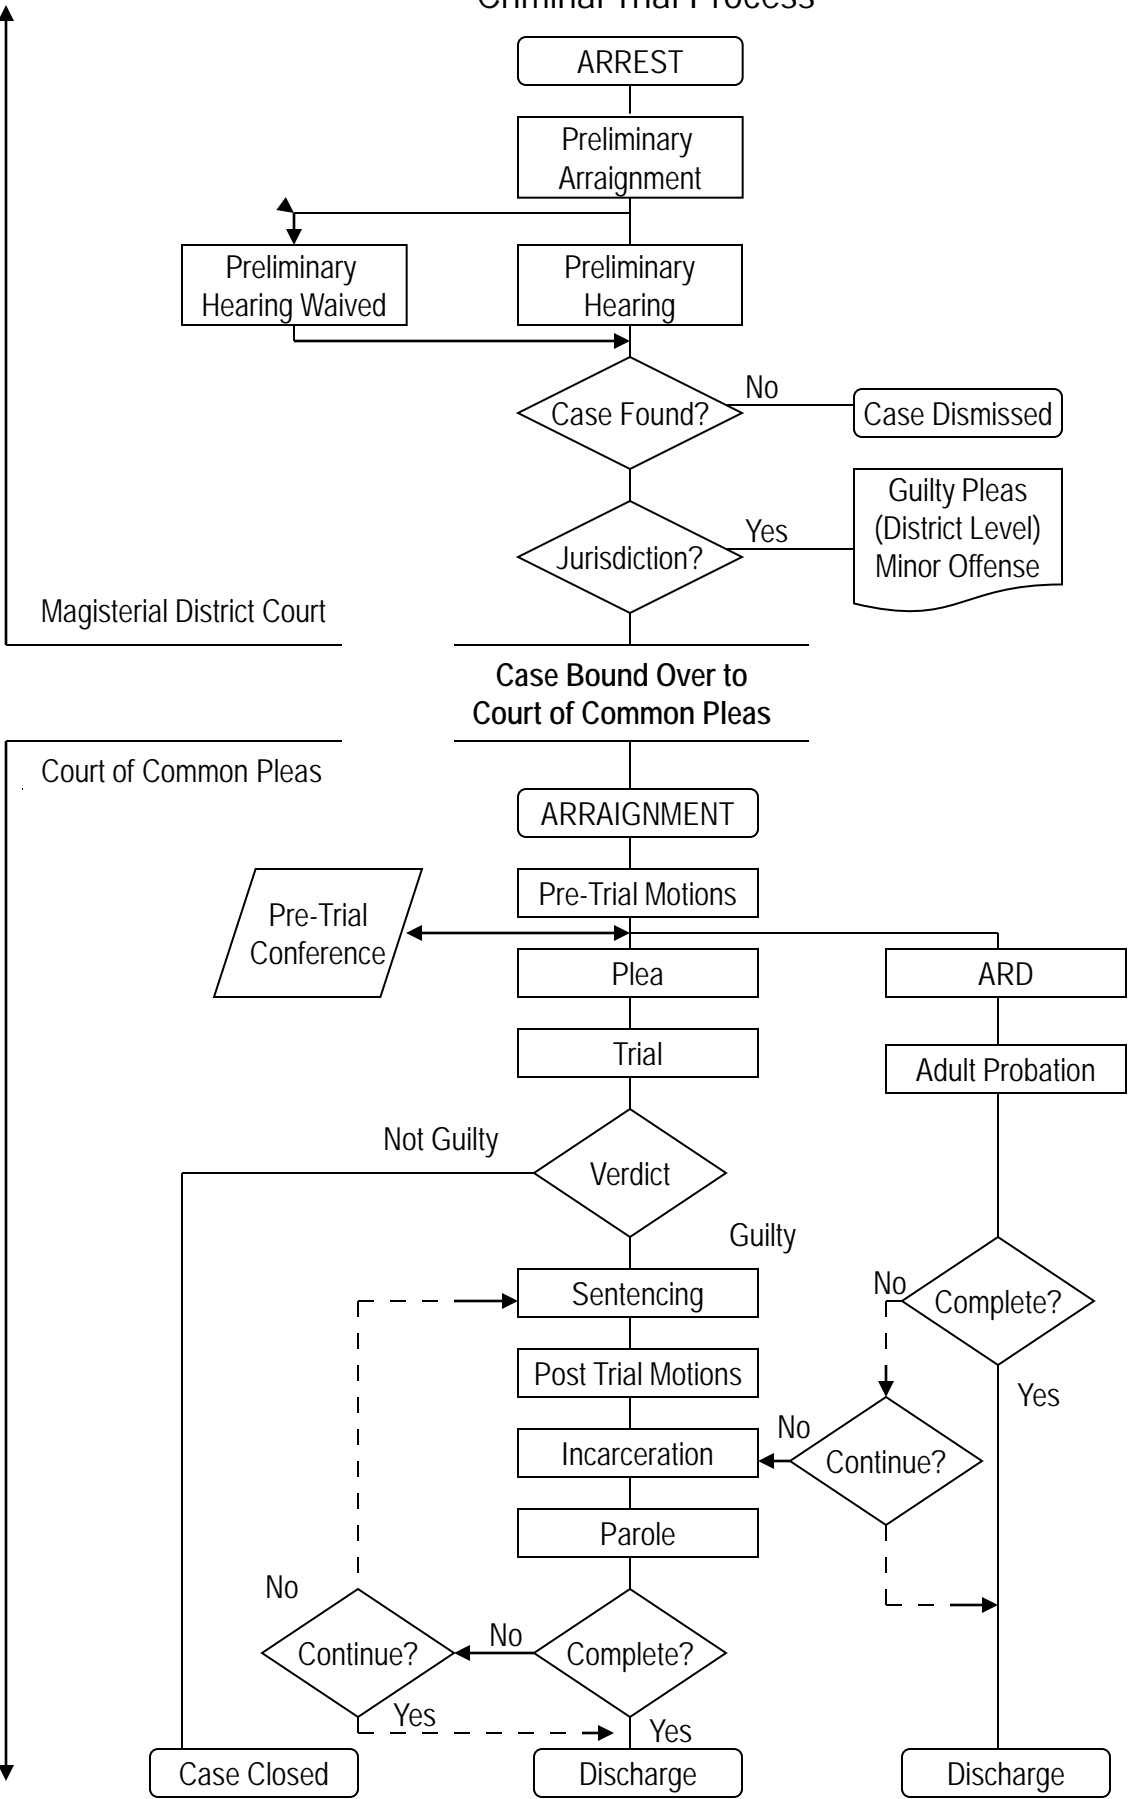 Criminal Trial Process
ARREST
Preliminary
Arraignment
Preliminary
Hearing Waived
Preliminary
Hearing
Case Found?
No
Case Dismissed
Jurisdiction?
Yes
Guilty Pleas
(District Level)
Minor Offense
Magisterial District Court
Case Bound Over to
Court of Common Pleas
Court of Common Pleas
ARRAIGNMENT
Pre-Trial Motions
Pre-Trial
Conference
Plea
ARD
Trial
Adult Probation
Not Guilty
Verdict
Guilty
Sentencing
No
Complete?
Post Trial Motions
Yes
Incarceration
No
Continue?
Parole
No
Continue?
No
Complete?
Yes
Yes
Case Closed
Discharge
Discharge